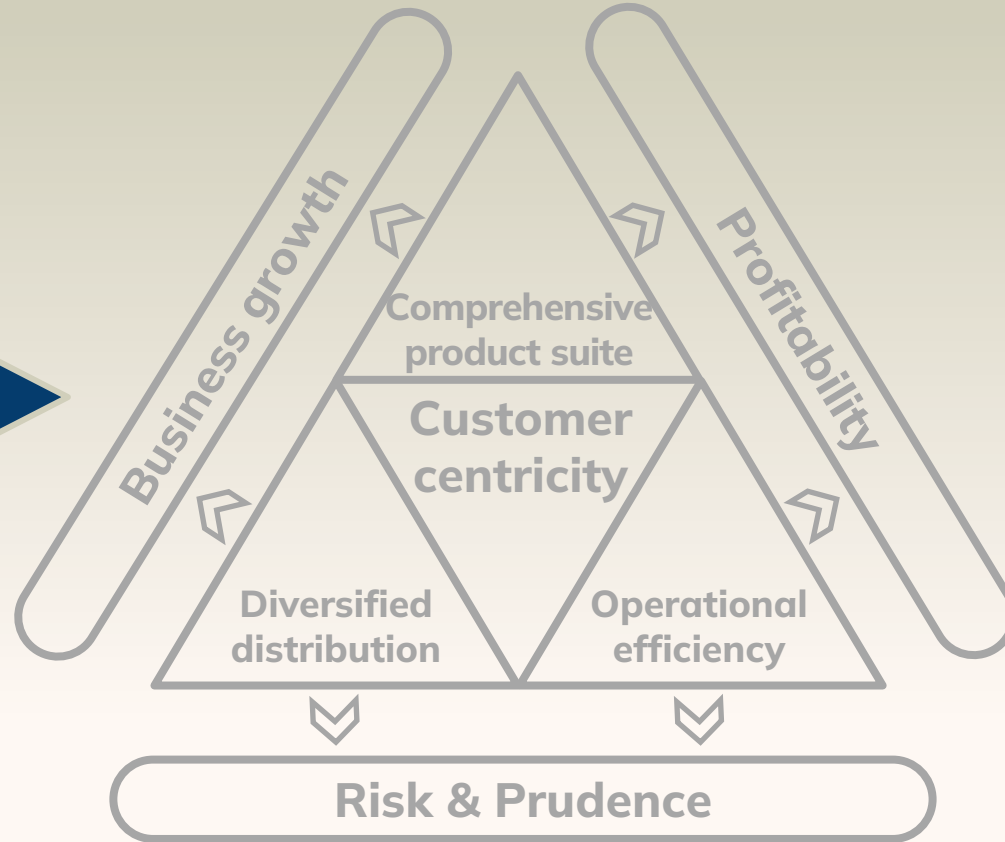 Business growth
Profitability
Comprehensive
product suite
Customer
centricity
Diversified
distribution
Operational
efficiency
Risk & Prudence